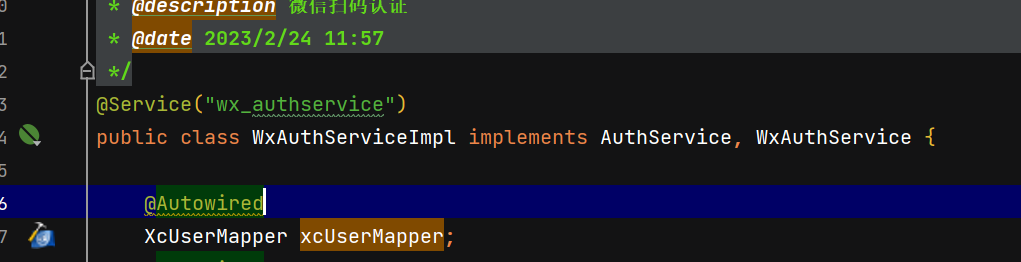 0 * @description 微信扫码认证
1 * @date 2023/2/24 11:57
2 */
3 @Service("wx_authservice")
4 public class WxAuthServiceImpl implements AuthService, WxAuthService {
5
6 @Autowired
7 XcUserMapper xcUserMapper;